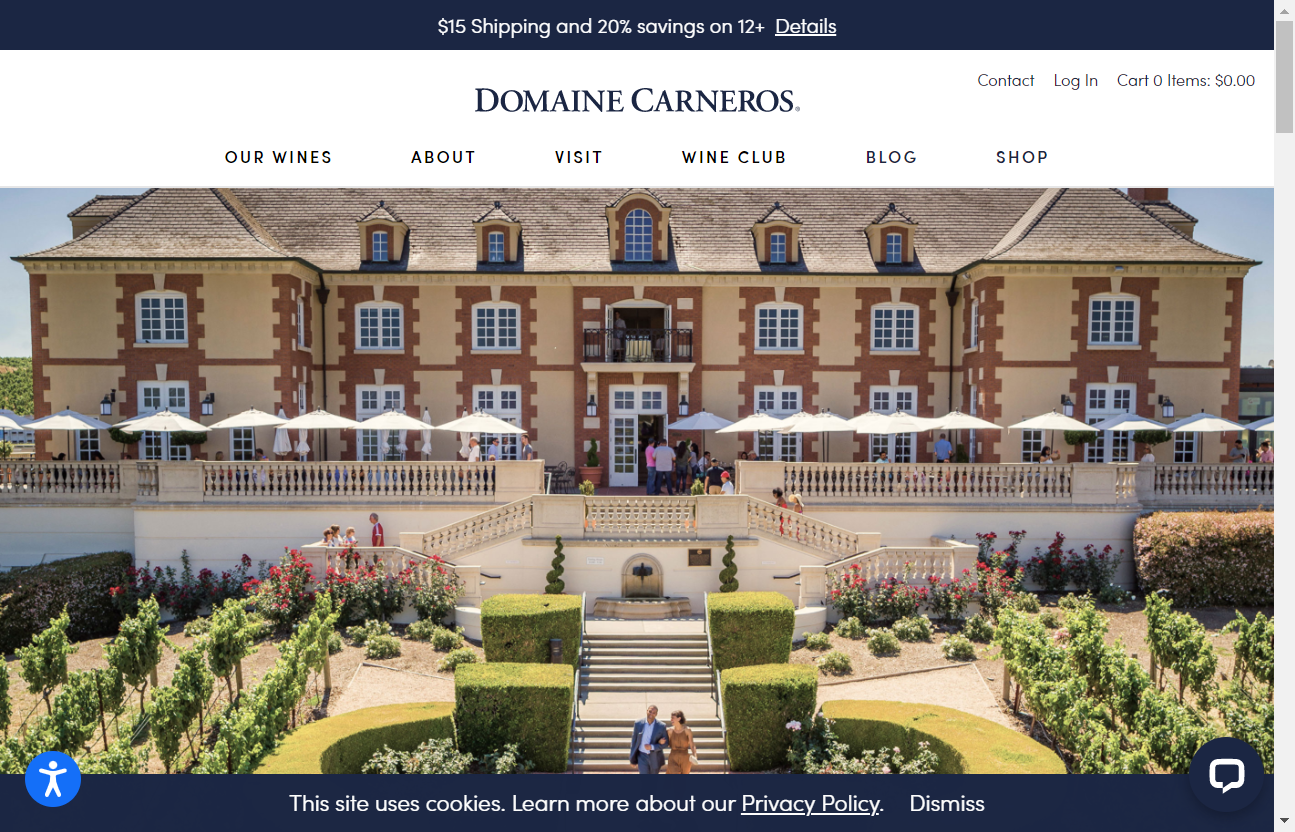 $15 Shipping and 20% savings on 12+ Details
Contact Log In Cart 0 Items: $0.00
DOMAINE CARNEROS®
OUR WINES ABOUT VISIT WINE CLUB BLOG SHOP
This site uses cookies. Learn more about our Privacy Policy. Dismiss